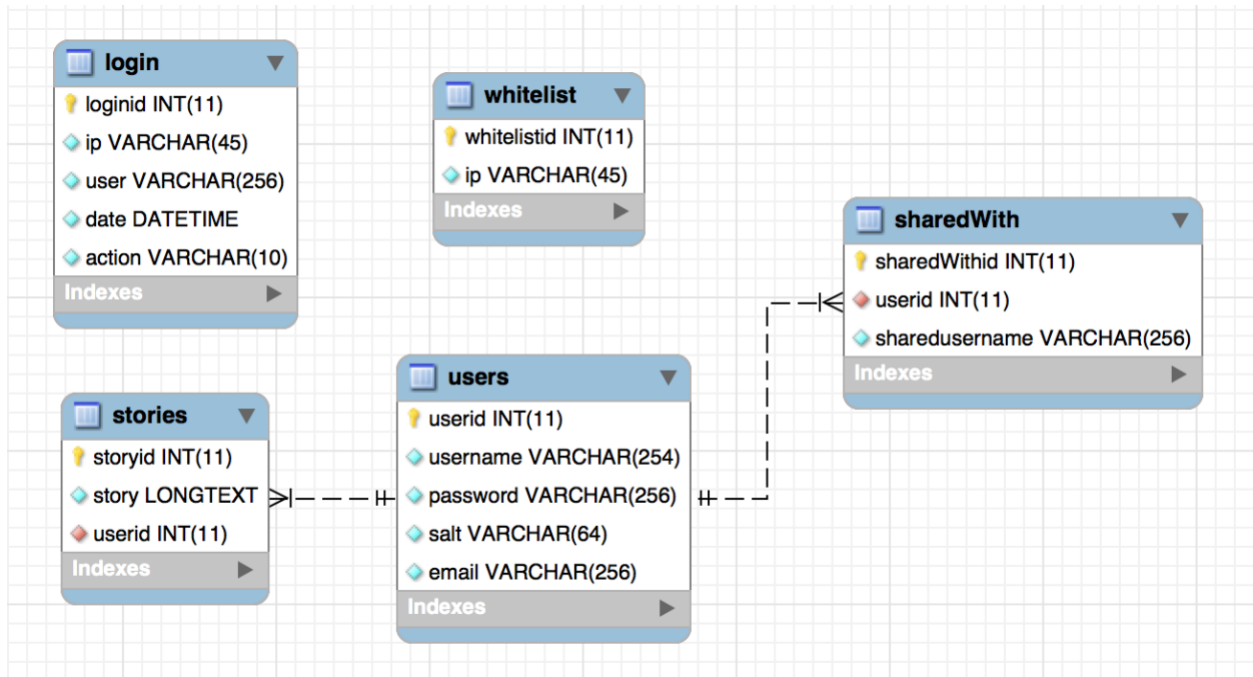 login
loginid INT(11)
ip VARCHAR(45)
user VARCHAR(256)
date DATETIME
action VARCHAR(10)
Indexes
whitelist
whitelistid INT(11)
ip VARCHAR(45)
Indexes
sharedWith
sharedWithid INT(11)
userid INT(11)
sharedusername VARCHAR(256)
Indexes
stories
storyid INT(11)
story LONGTEXT
userid INT(11)
Indexes
users
userid INT(11)
username VARCHAR(254)
password VARCHAR(256)
salt VARCHAR(64)
email VARCHAR(256)
Indexes